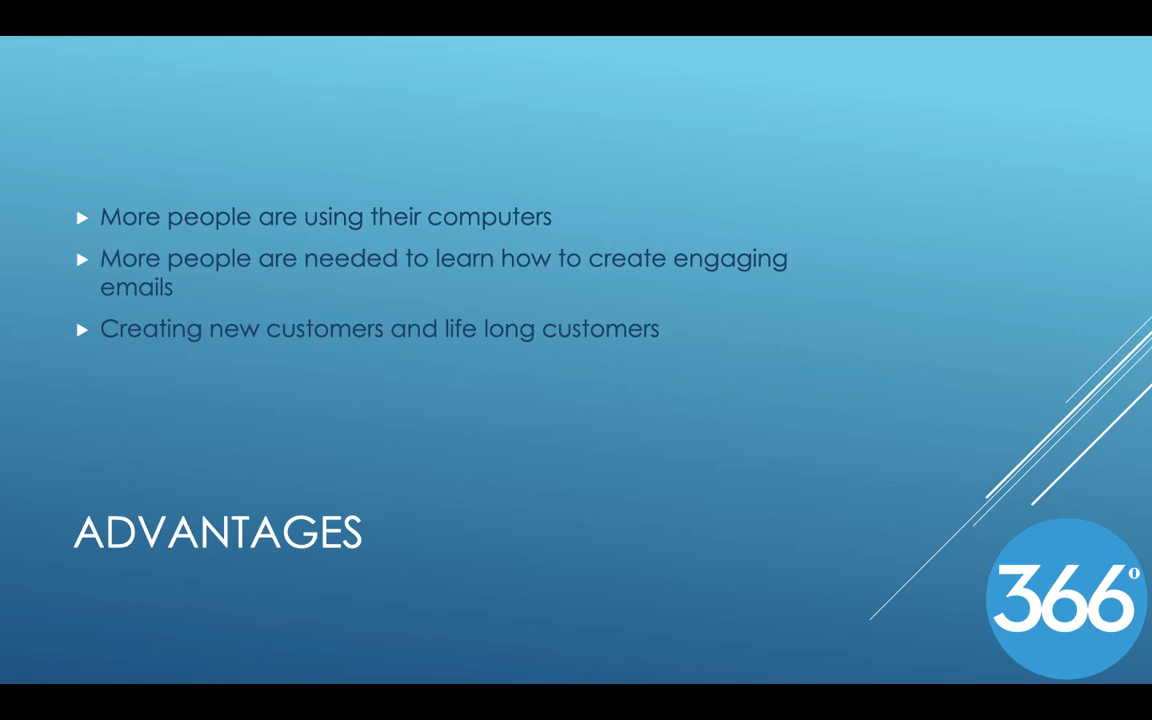 More people are using their computers
More people are needed to learn how to create engaging
emails
Creating new customers and life long customers
ADVANTAGES
366°